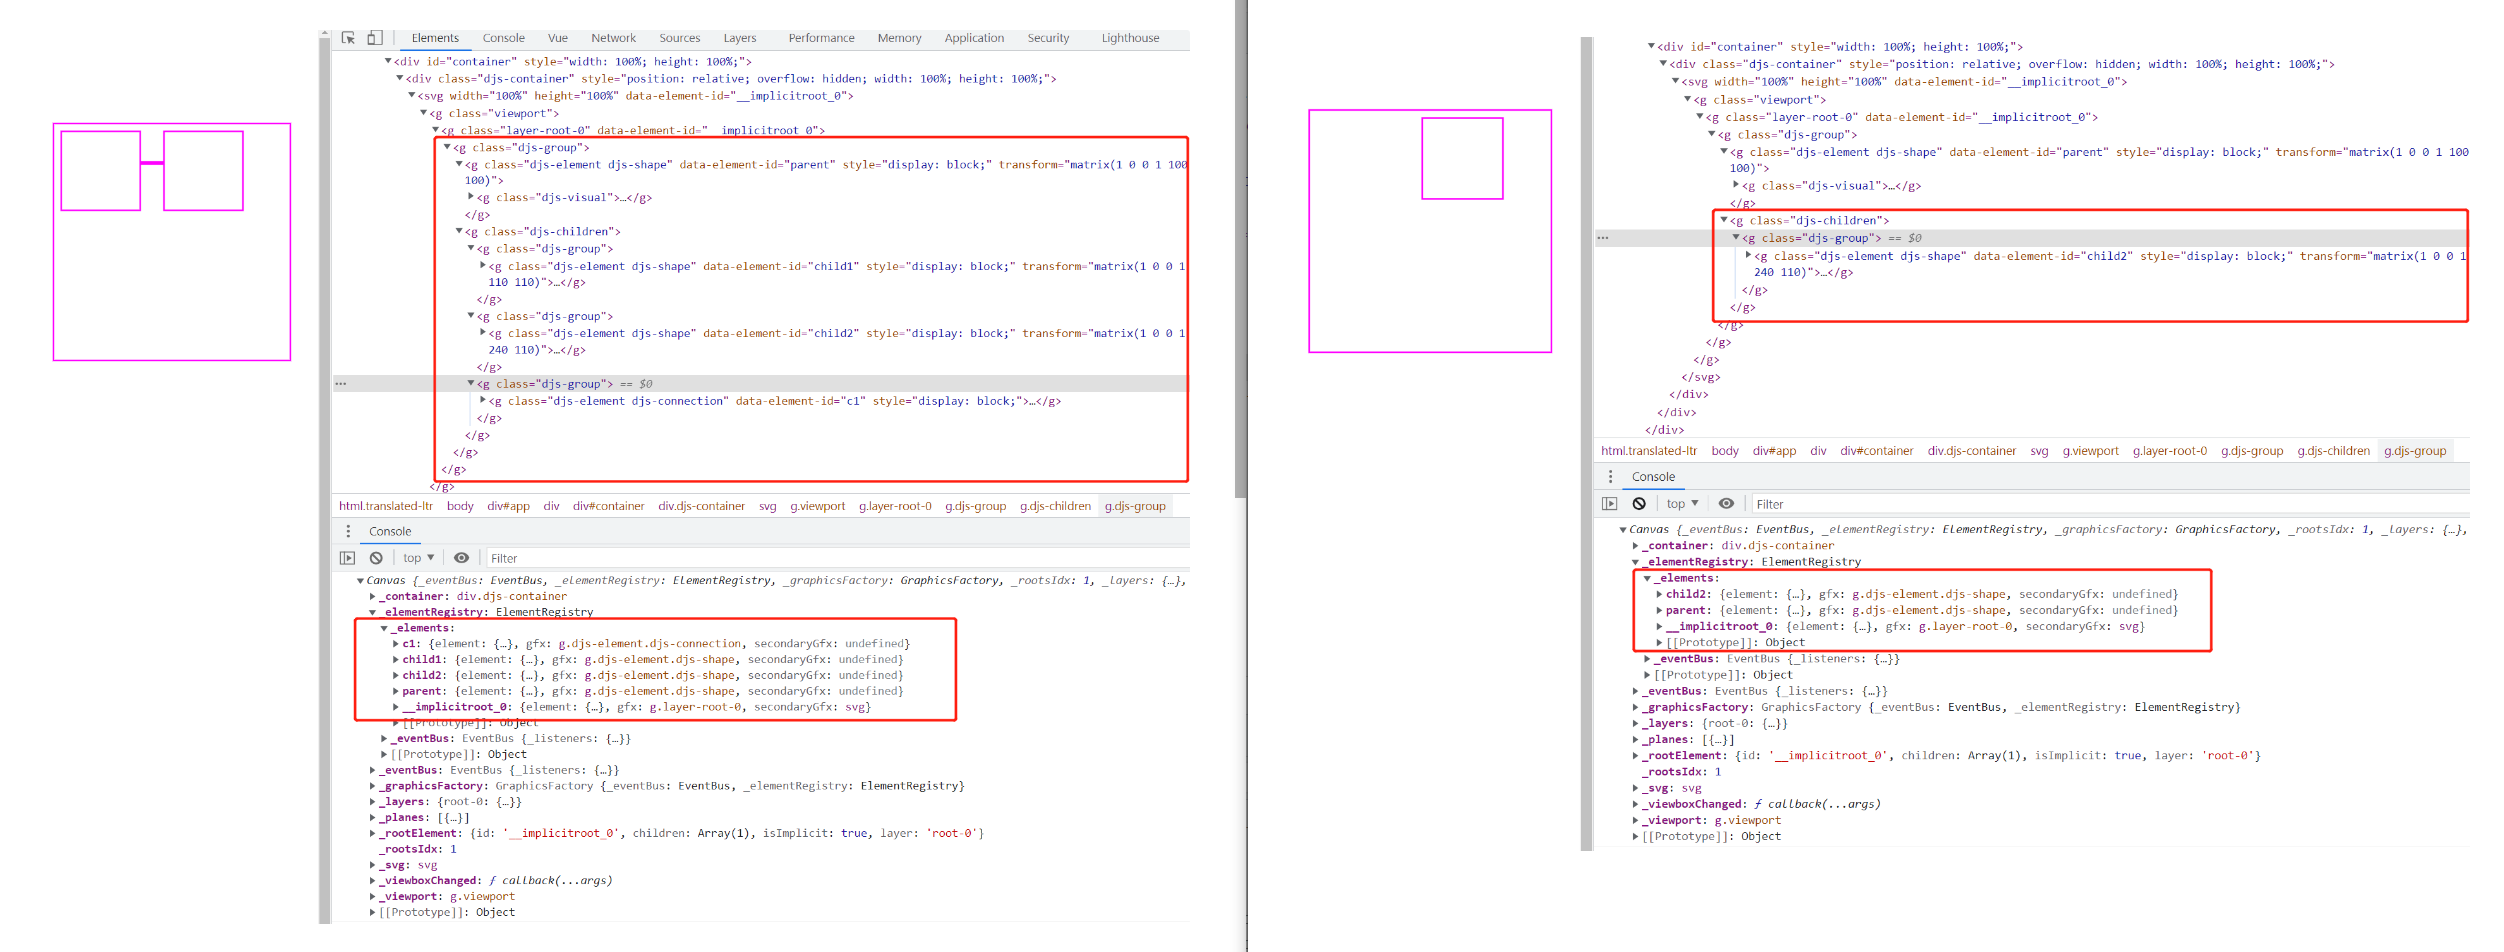 Elements Console Vue Network Sources Layers Performance Memory Application Security Lighthouse
▼<div id="container" style="width: 100%; height: 100%;">
▼<div class="djs-container" style="position: relative; overflow: hidden; width: 100%; height: 100%;">
▼<svg width="100%" height="100%" data-element-id="__implicitroot_0">
▼<g class="viewport">
▼<g class="layer-root-0" data-element-id="__implicitroot_0">
▼<g class="djs-group">
▼<g class="djs-element djs-shape" data-element-id="parent" style="display: block;" transform="matrix(1 0 0 1 100
100)">
▶<g class="djs-visual">…</g>
</g>
▼<g class="djs-children">
▼<g class="djs-group">
▶<g class="djs-element djs-shape" data-element-id="child1" style="display: block;" transform="matrix(1 0 0 1
110 110)">…</g>
</g>
▼<g class="djs-group">
▶<g class="djs-element djs-shape" data-element-id="child2" style="display: block;" transform="matrix(1 0 0 1
240 110)">…</g>
</g>
… ▼<g class="djs-group"> == $0
▶<g class="djs-element djs-connection" data-element-id="c1" style="display: block;">…</g>
</g>
</g>
</g>
</g>
</g>
html.translated-ltr body div#app div div#container div.djs-container svg g.viewport g.layer-root-0 g.djs-group g.djs-children g.djs-group
Console
top ▼ Filter
▼Canvas {_eventBus: EventBus, _elementRegistry: ElementRegistry, _graphicsFactory: GraphicsFactory, _rootsIdx: 1, _layers: {…},
▶_container: div.djs-container
▼_elementRegistry: ElementRegistry
▼_elements:
▶c1: {element: {…}, gfx: g.djs-element.djs-connection, secondaryGfx: undefined}
▶child1: {element: {…}, gfx: g.djs-element.djs-shape, secondaryGfx: undefined}
▶child2: {element: {…}, gfx: g.djs-element.djs-shape, secondaryGfx: undefined}
▶parent: {element: {…}, gfx: g.djs-element.djs-shape, secondaryGfx: undefined}
▶__implicitroot_0: {element: {…}, gfx: g.layer-root-0, secondaryGfx: svg}
▶[[Prototype]]: Object
▶_eventBus: EventBus {_listeners: {…}}
▶[[Prototype]]: Object
▶_eventBus: EventBus {_listeners: {…}}
▶_graphicsFactory: GraphicsFactory {_eventBus: EventBus, _elementRegistry: ElementRegistry}
▶_layers: {root-0: {…}}
▶_planes: [{…}]
▶_rootElement: {id: '__implicitroot_0', children: Array(1), isImplicit: true, layer: 'root-0'}
_rootsIdx: 1
▶_svg: svg
▶_viewboxChanged: ƒ callback(...args)
▶_viewport: g.viewport
▶[[Prototype]]: Object
▼<div id="container" style="width: 100%; height: 100%;">
▼<div class="djs-container" style="position: relative; overflow: hidden; width: 100%; height: 100%;">
▼<svg width="100%" height="100%" data-element-id="__implicitroot_0">
▼<g class="viewport">
▼<g class="layer-root-0" data-element-id="__implicitroot_0">
▼<g class="djs-group">
▼<g class="djs-element djs-shape" data-element-id="parent" style="display: block;" transform="matrix(1 0 0 1 100
100)">
▶<g class="djs-visual">…</g>
</g>
▼<g class="djs-children">
… ▼<g class="djs-group"> == $0
▶<g class="djs-element djs-shape" data-element-id="child2" style="display: block;" transform="matrix(1 0 0 1
240 110)">…</g>
</g>
</g>
</g>
</g>
</g>
</svg>
</div>
</div>
</div>
html.translated-ltr body div#app div div#container div.djs-container svg g.viewport g.layer-root-0 g.djs-group g.djs-children g.djs-group
Console
top ▼ Filter
▼Canvas {_eventBus: EventBus, _elementRegistry: ElementRegistry, _graphicsFactory: GraphicsFactory, _rootsIdx: 1, _layers: {…},
▶_container: div.djs-container
▼_elementRegistry: ElementRegistry
▼_elements:
▶child2: {element: {…}, gfx: g.djs-element.djs-shape, secondaryGfx: undefined}
▶parent: {element: {…}, gfx: g.djs-element.djs-shape, secondaryGfx: undefined}
▶__implicitroot_0: {element: {…}, gfx: g.layer-root-0, secondaryGfx: svg}
▶[[Prototype]]: Object
▶_eventBus: EventBus {_listeners: {…}}
▶[[Prototype]]: Object
▶_eventBus: EventBus {_listeners: {…}}
▶_graphicsFactory: GraphicsFactory {_eventBus: EventBus, _elementRegistry: ElementRegistry}
▶_layers: {root-0: {…}}
▶_planes: [{…}]
▶_rootElement: {id: '__implicitroot_0', children: Array(1), isImplicit: true, layer: 'root-0'}
_rootsIdx: 1
▶_svg: svg
▶_viewboxChanged: ƒ callback(...args)
▶_viewport: g.viewport
▶[[Prototype]]: Object